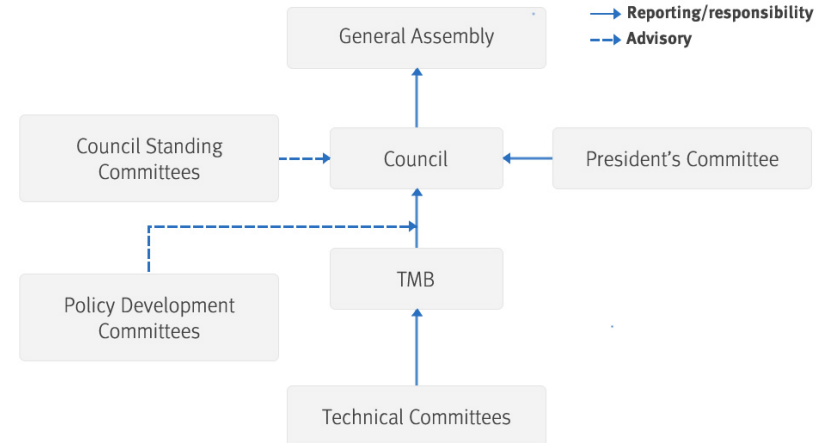 General Assembly
Reporting/responsibility
Advisory
Council Standing
Committees
Council
President's Committee
TMB
Policy Development
Committees
Technical Committees